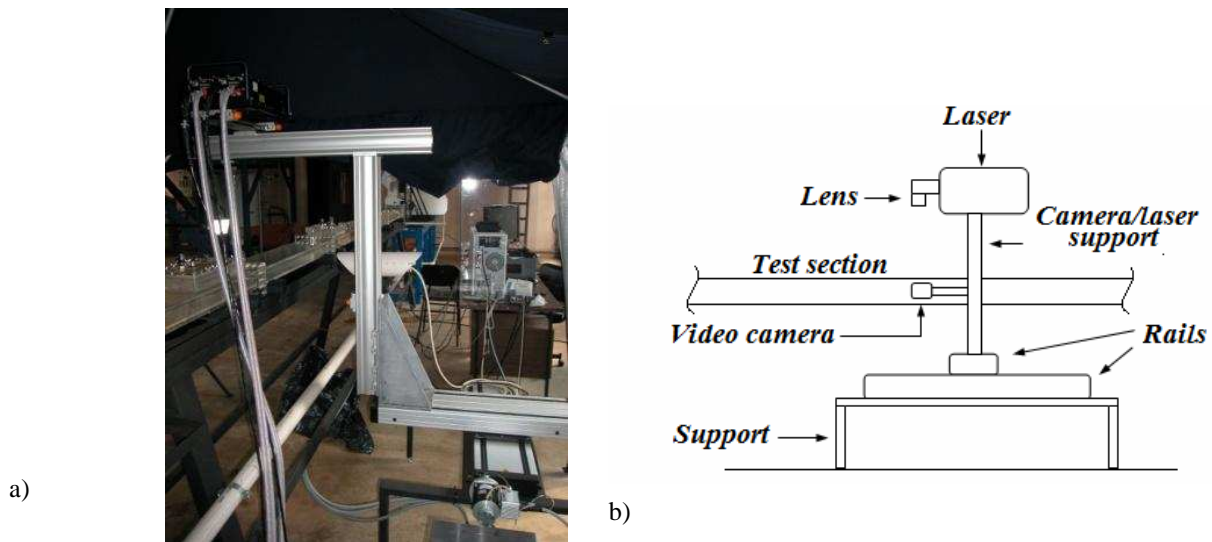 a)
Laser
Lens
Camera/laser
support
Test section
Video camera
Rails
Support
b)